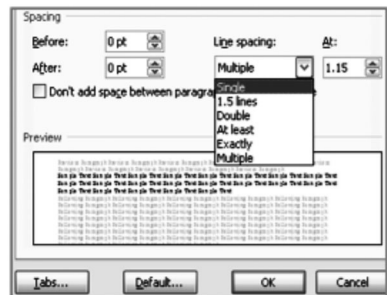 Spacing
Before: 0 pt Line spacing: At:
After: 0 pt Multiple 1.15
Don't add space between paragra
Single
1.5 lines
Double
At least
Exactly
Multiple
Preview
Tabs... Default... OK Cancel